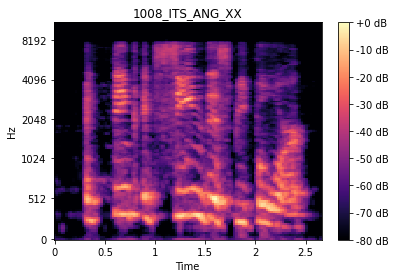 1008_ITS_ANG_XX
+0 dB
8192
-10 dB
4096
-20 dB
-30 dB
2048
Hz
-40 dB
1024
-50 dB
512
-60 dB
-70 dB
0
-80 dB
0 0.5 1 1.5 2 2.5
Time